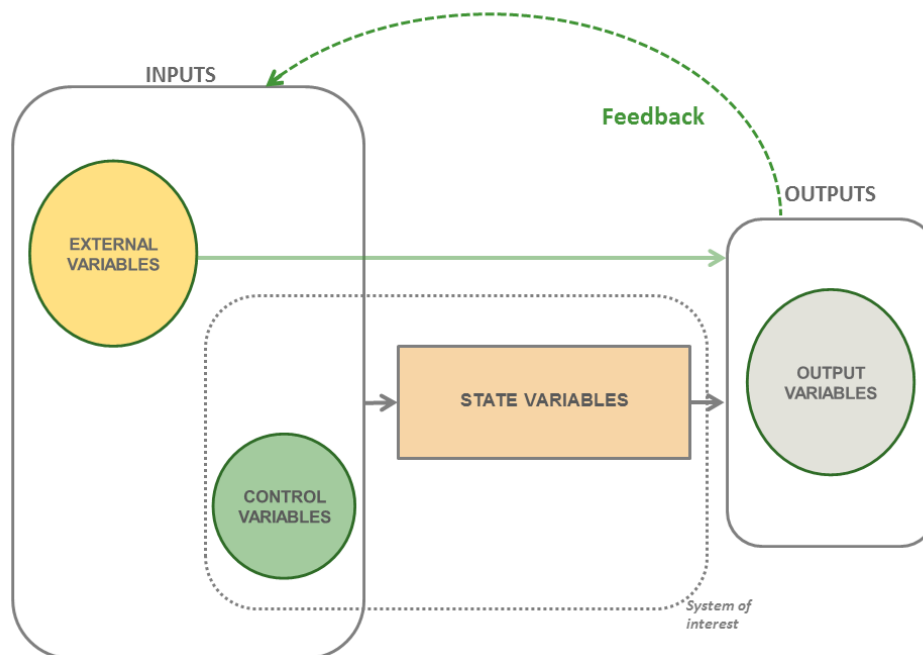 INPUTS
Feedback
OUTPUTS
EXTERNAL
VARIABLES
STATE VARIABLES
OUTPUT
VARIABLES
CONTROL
VARIABLES
System of
interest